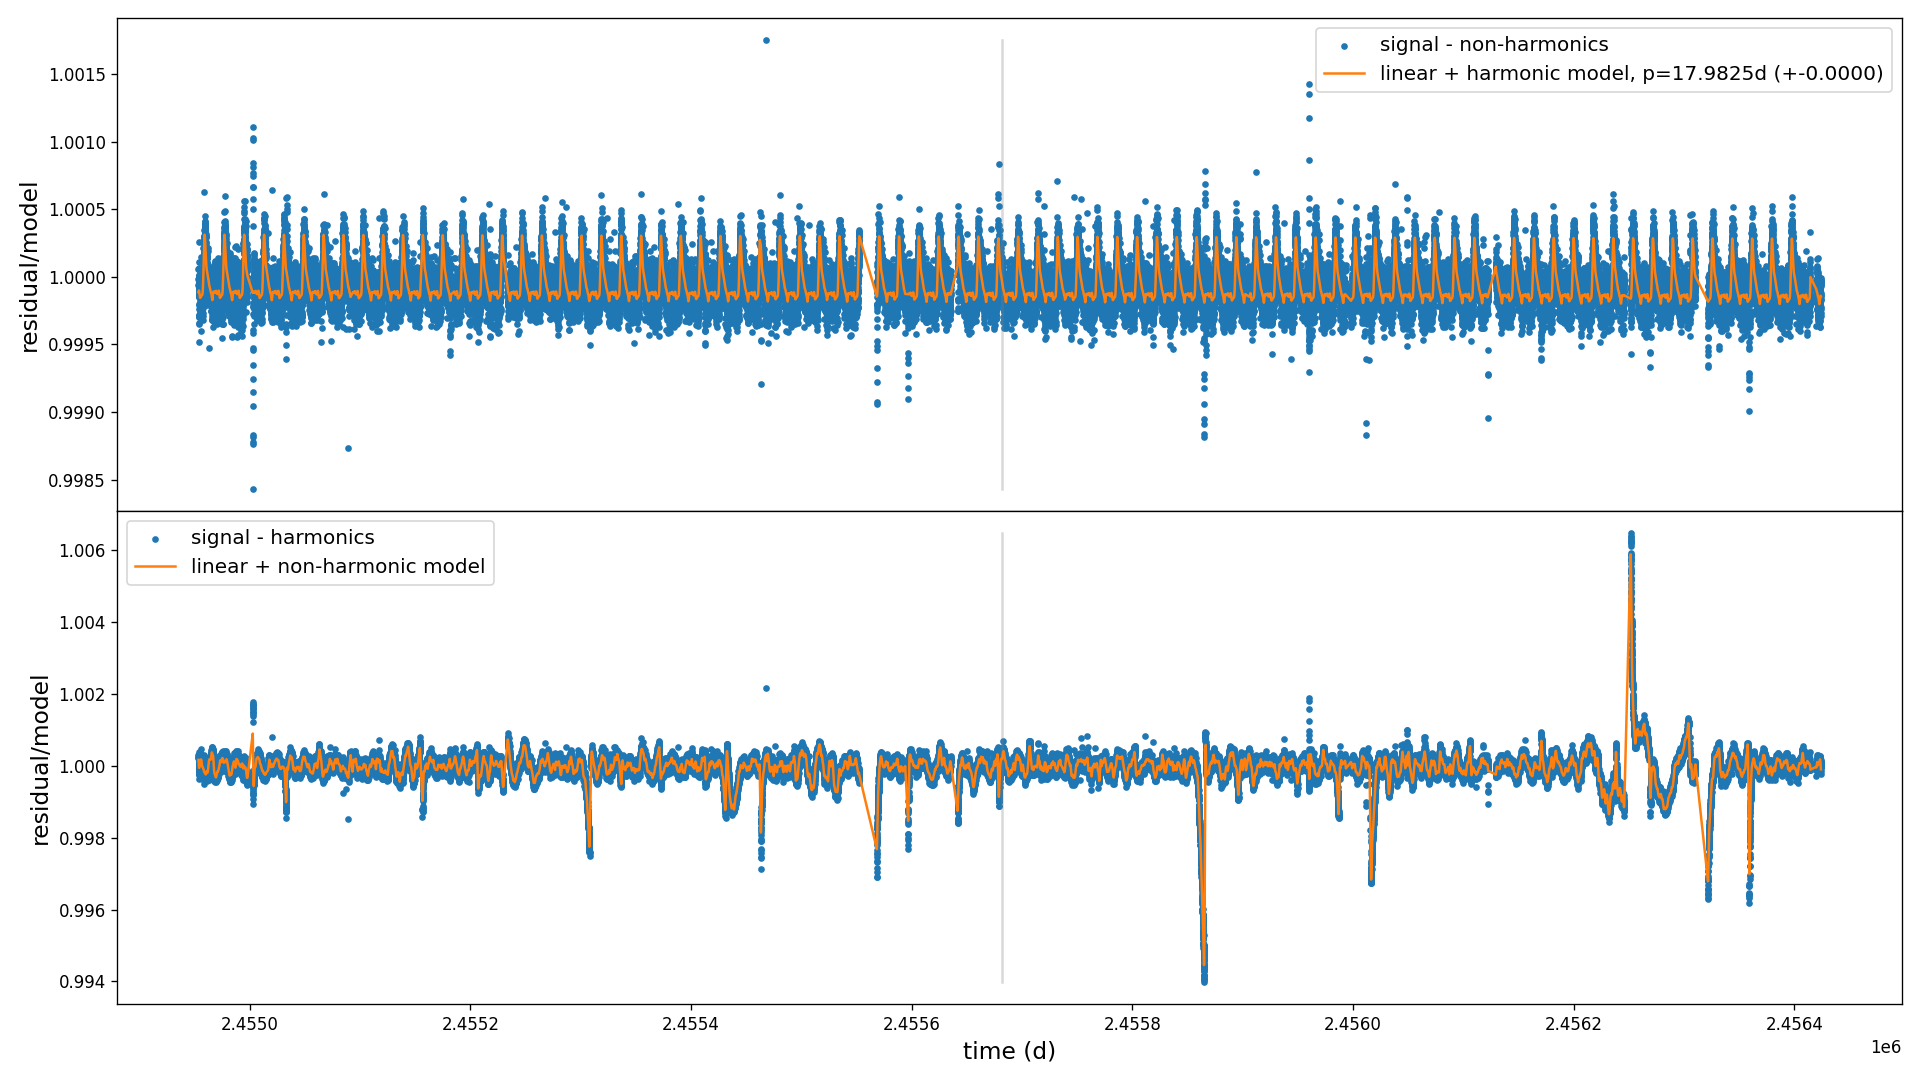 signal - non-harmonics
linear + harmonic model, p=17.9825d (+-0.0000)
residual/model
1.0015
1.0010
1.0005
1.0000
0.9995
0.9990
0.9985
signal - harmonics
linear + non-harmonic model
residual/model
1.006
1.004
1.002
1.000
0.998
0.996
0.994
2.4550 2.4552 2.4554 2.4556 2.4558 2.4560 2.4562 2.4564
1e6
time (d)